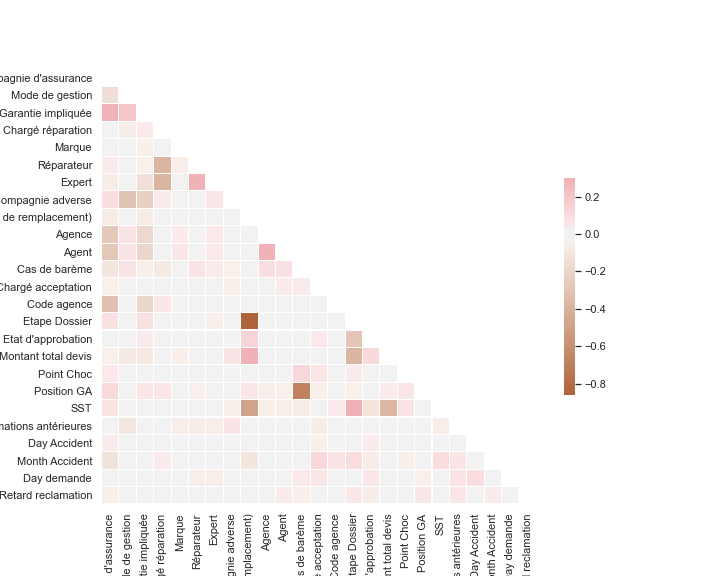 pagnie d'assurance
Mode de gestion
Garantie impliquée
Chargé réparation
Marque
Réparateur
Expert
ompagnie adverse
de remplacement)
Agence
Agent
Cas de barème
Chargé acceptation
Code agence
Etape Dossier
Etat d'approbation
Montant total devis
Point Choc
Position GA
SST
mations antérieures
Day Accident
Month Accident
Day demande
Retard reclamation
0.2
0.0
−0.2
−0.4
−0.6
−0.8
d'assurance
de gestion
tie impliquée
gé réparation
Marque
Réparateur
Expert
gnie adverse
mplacement)
Agence
Agent
s de barème
é acceptation
Code agence
tape Dossier
d'approbation
nt total devis
Point Choc
Position GA
SST
s antérieures
Day Accident
nth Accident
ay demande
d reclamation